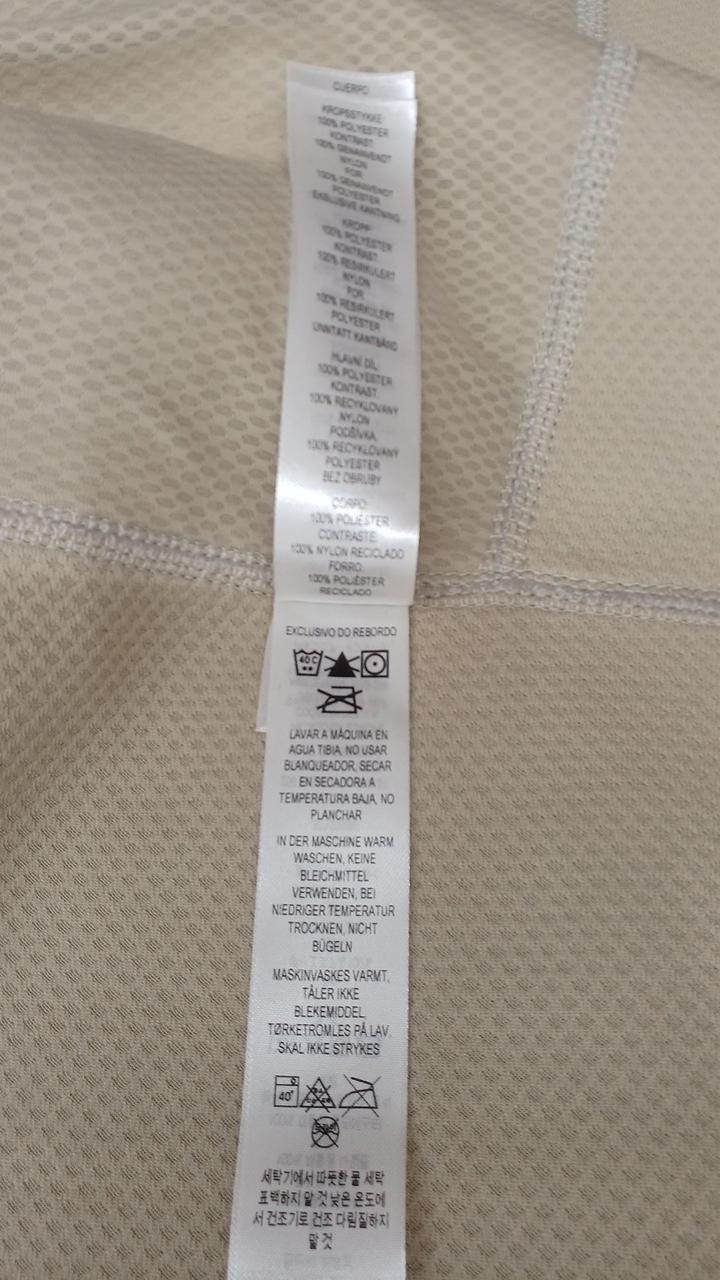 CUERPO
KROPSSTYKKE
100% POLYESTER
KONTRAST
100% GENANVENDT
NYLON
FOR
100% GENANVENDT
POLYESTER
EKSLUSIVE KANTNING
KROPP
100% POLYESTER
KONTRAST
100% RESIRKULERT
NYLON
FOR
100% RESIRKULERT
POLYESTER
UNNTATT KANTBÅND
HLAVNÍ DÍL:
100% POLYESTER
KONTRAST
100% RECYKLOVANY
NYLON
PODŠÍVKA,
100% RECYKLOVANY
POLYESTER
BEZ OBRUBY
CORPO:
100% POLIÉSTER
CONTRASTE:
100% NYLON RECICLADO
FORRO:
100% POLIÉSTER
RECICLADO
EXCLUSIVO DO REBORDO
40 C
LAVAR A MÁQUINA EN
AGUA TIBIA, NO USAR
BLANQUEADOR, SECAR
EN SECADORA A
TEMPERATURA BAJA, NO
PLANCHAR
IN DER MASCHINE WARM
WASCHEN, KEINE
BLEICHMITTEL
VERWENDEN, BEI
NIEDRIGER TEMPERATUR
TROCKNEN, NICHT
BÜGELN
MASKINVASKES VARMT,
TÅLER IKKE
BLEKEMIDDEL,
TØRKETROMLES PÅ LAV,
SKAL IKKE STRYKES
40°
세탁기에서 따뜻한 물 세탁
표백하지 말 것 낮은 온도에
서 건조기로 건조 다림질하지
말 것